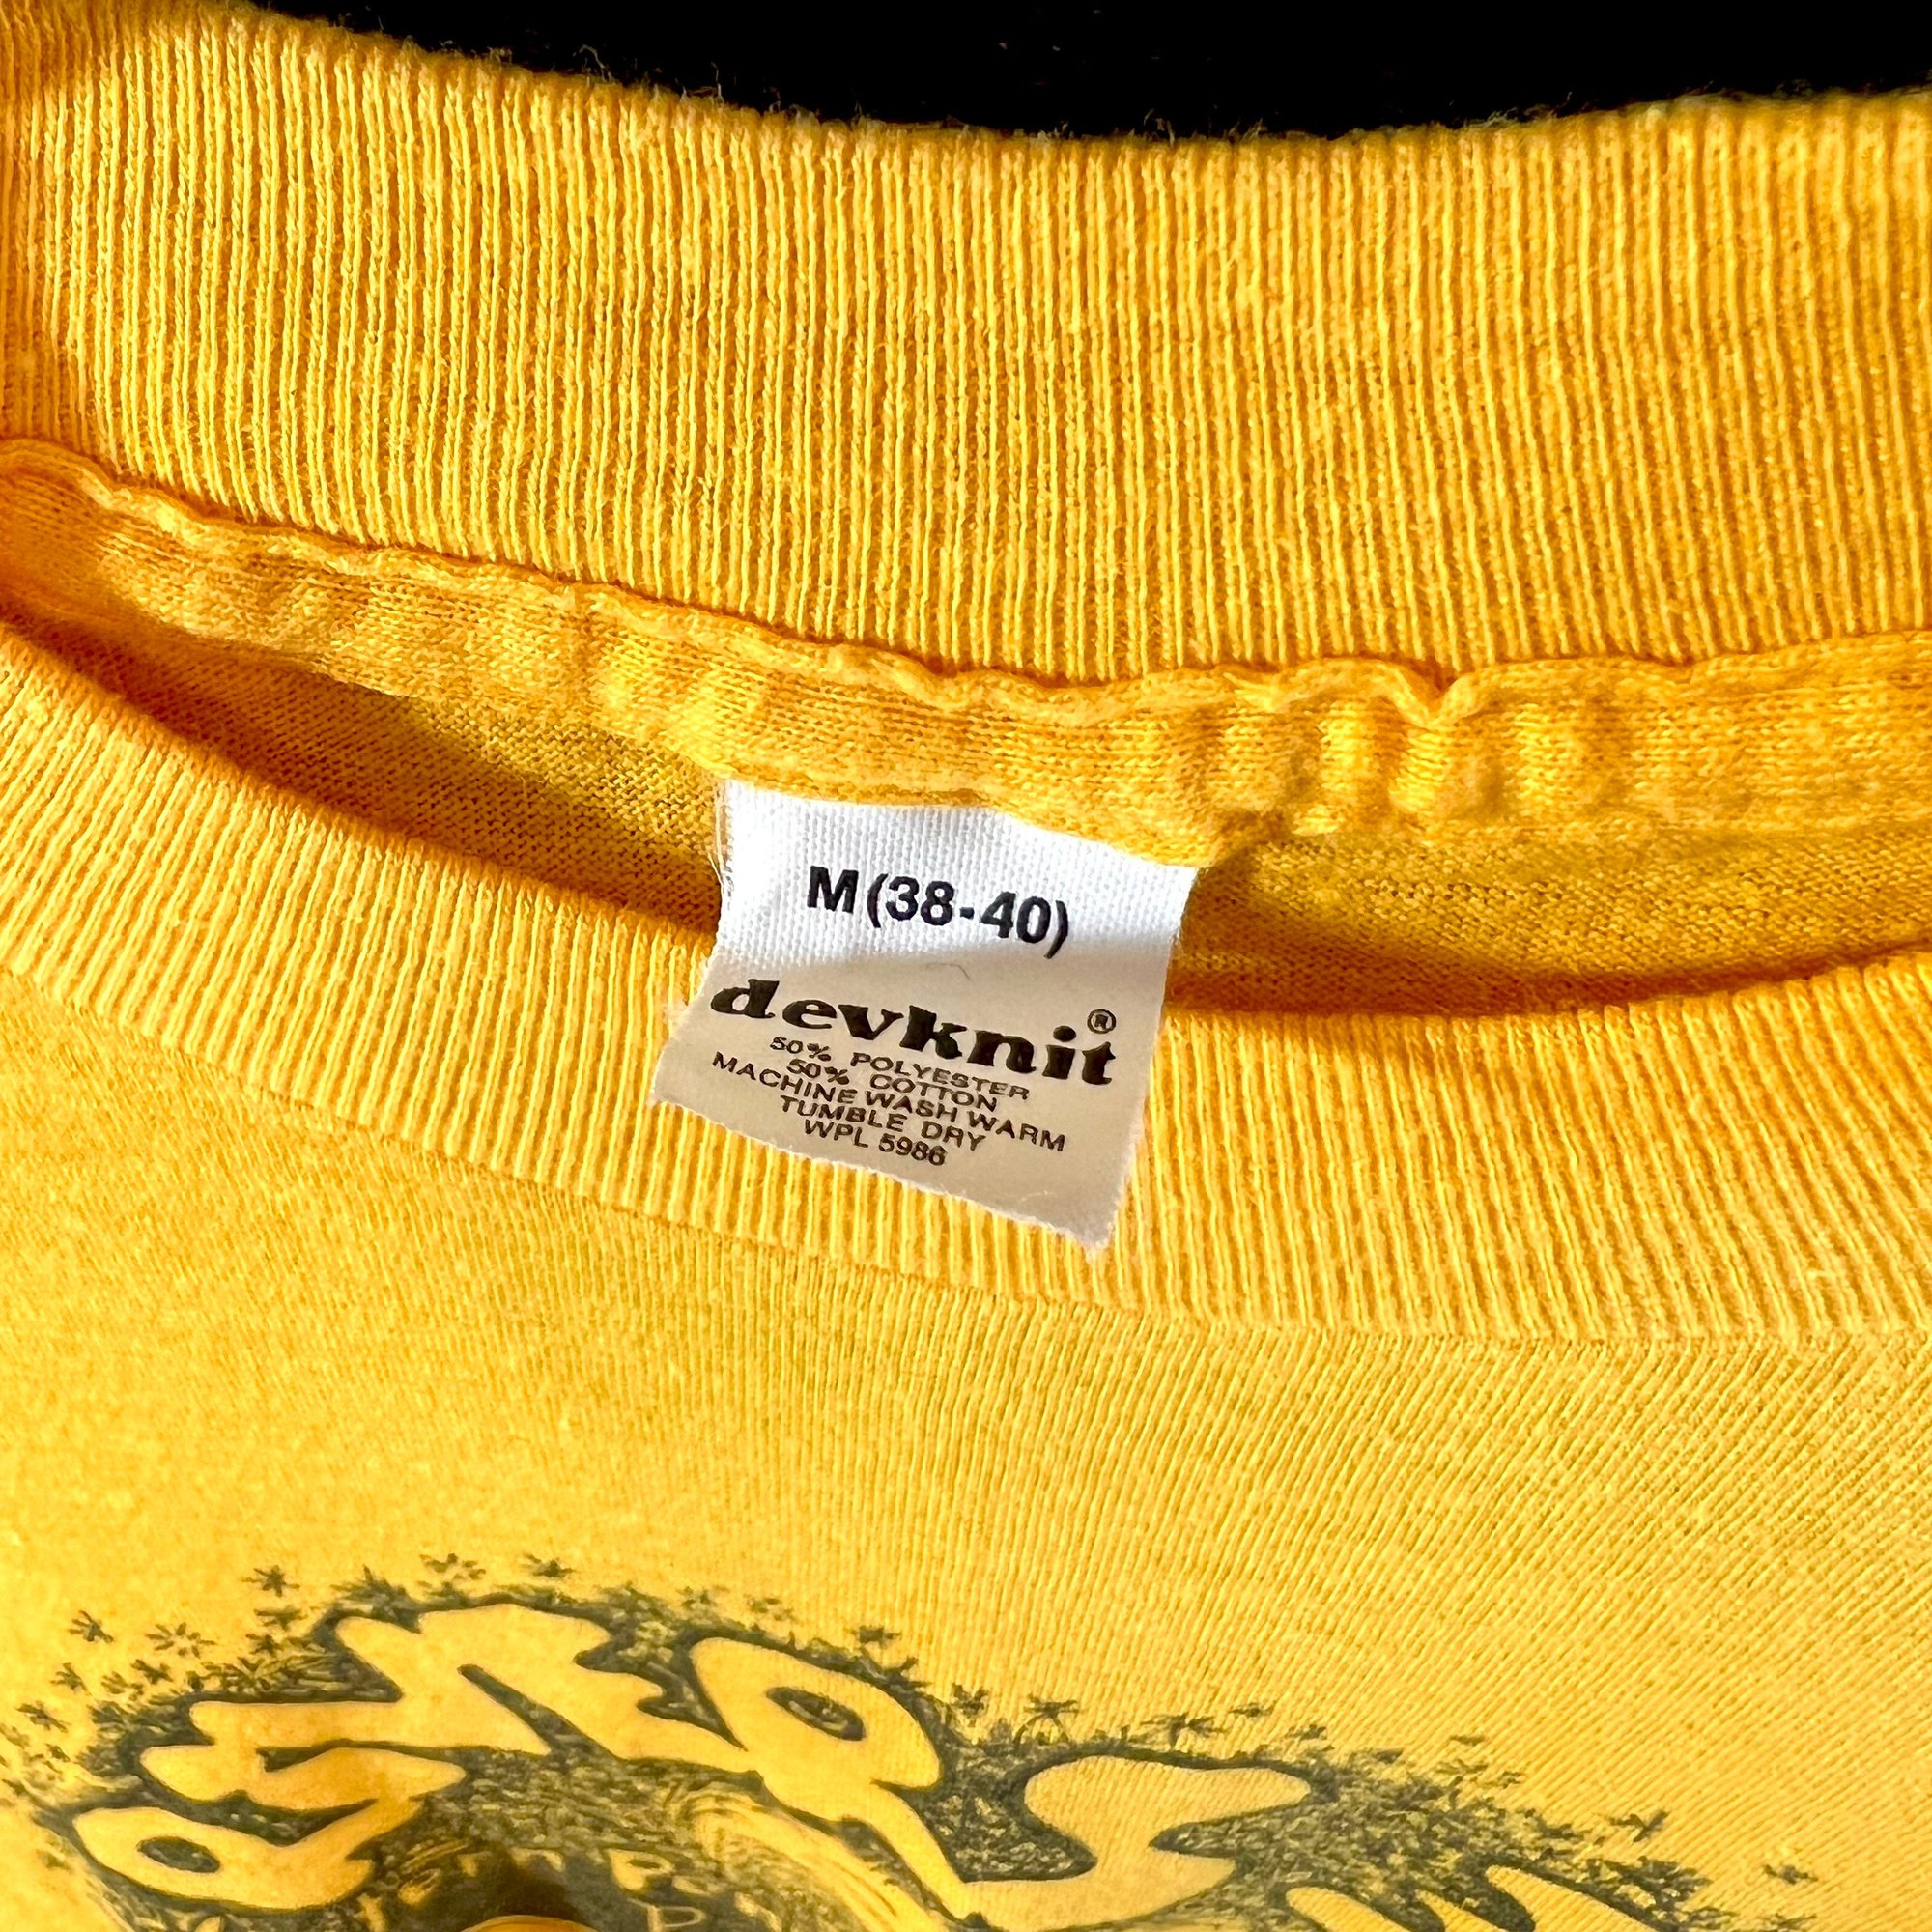 M(38-40)
devknit®
50% POLYESTER
50% COTTON
MACHINE WASH WARM
TUMBLE DRY
WPL 5986